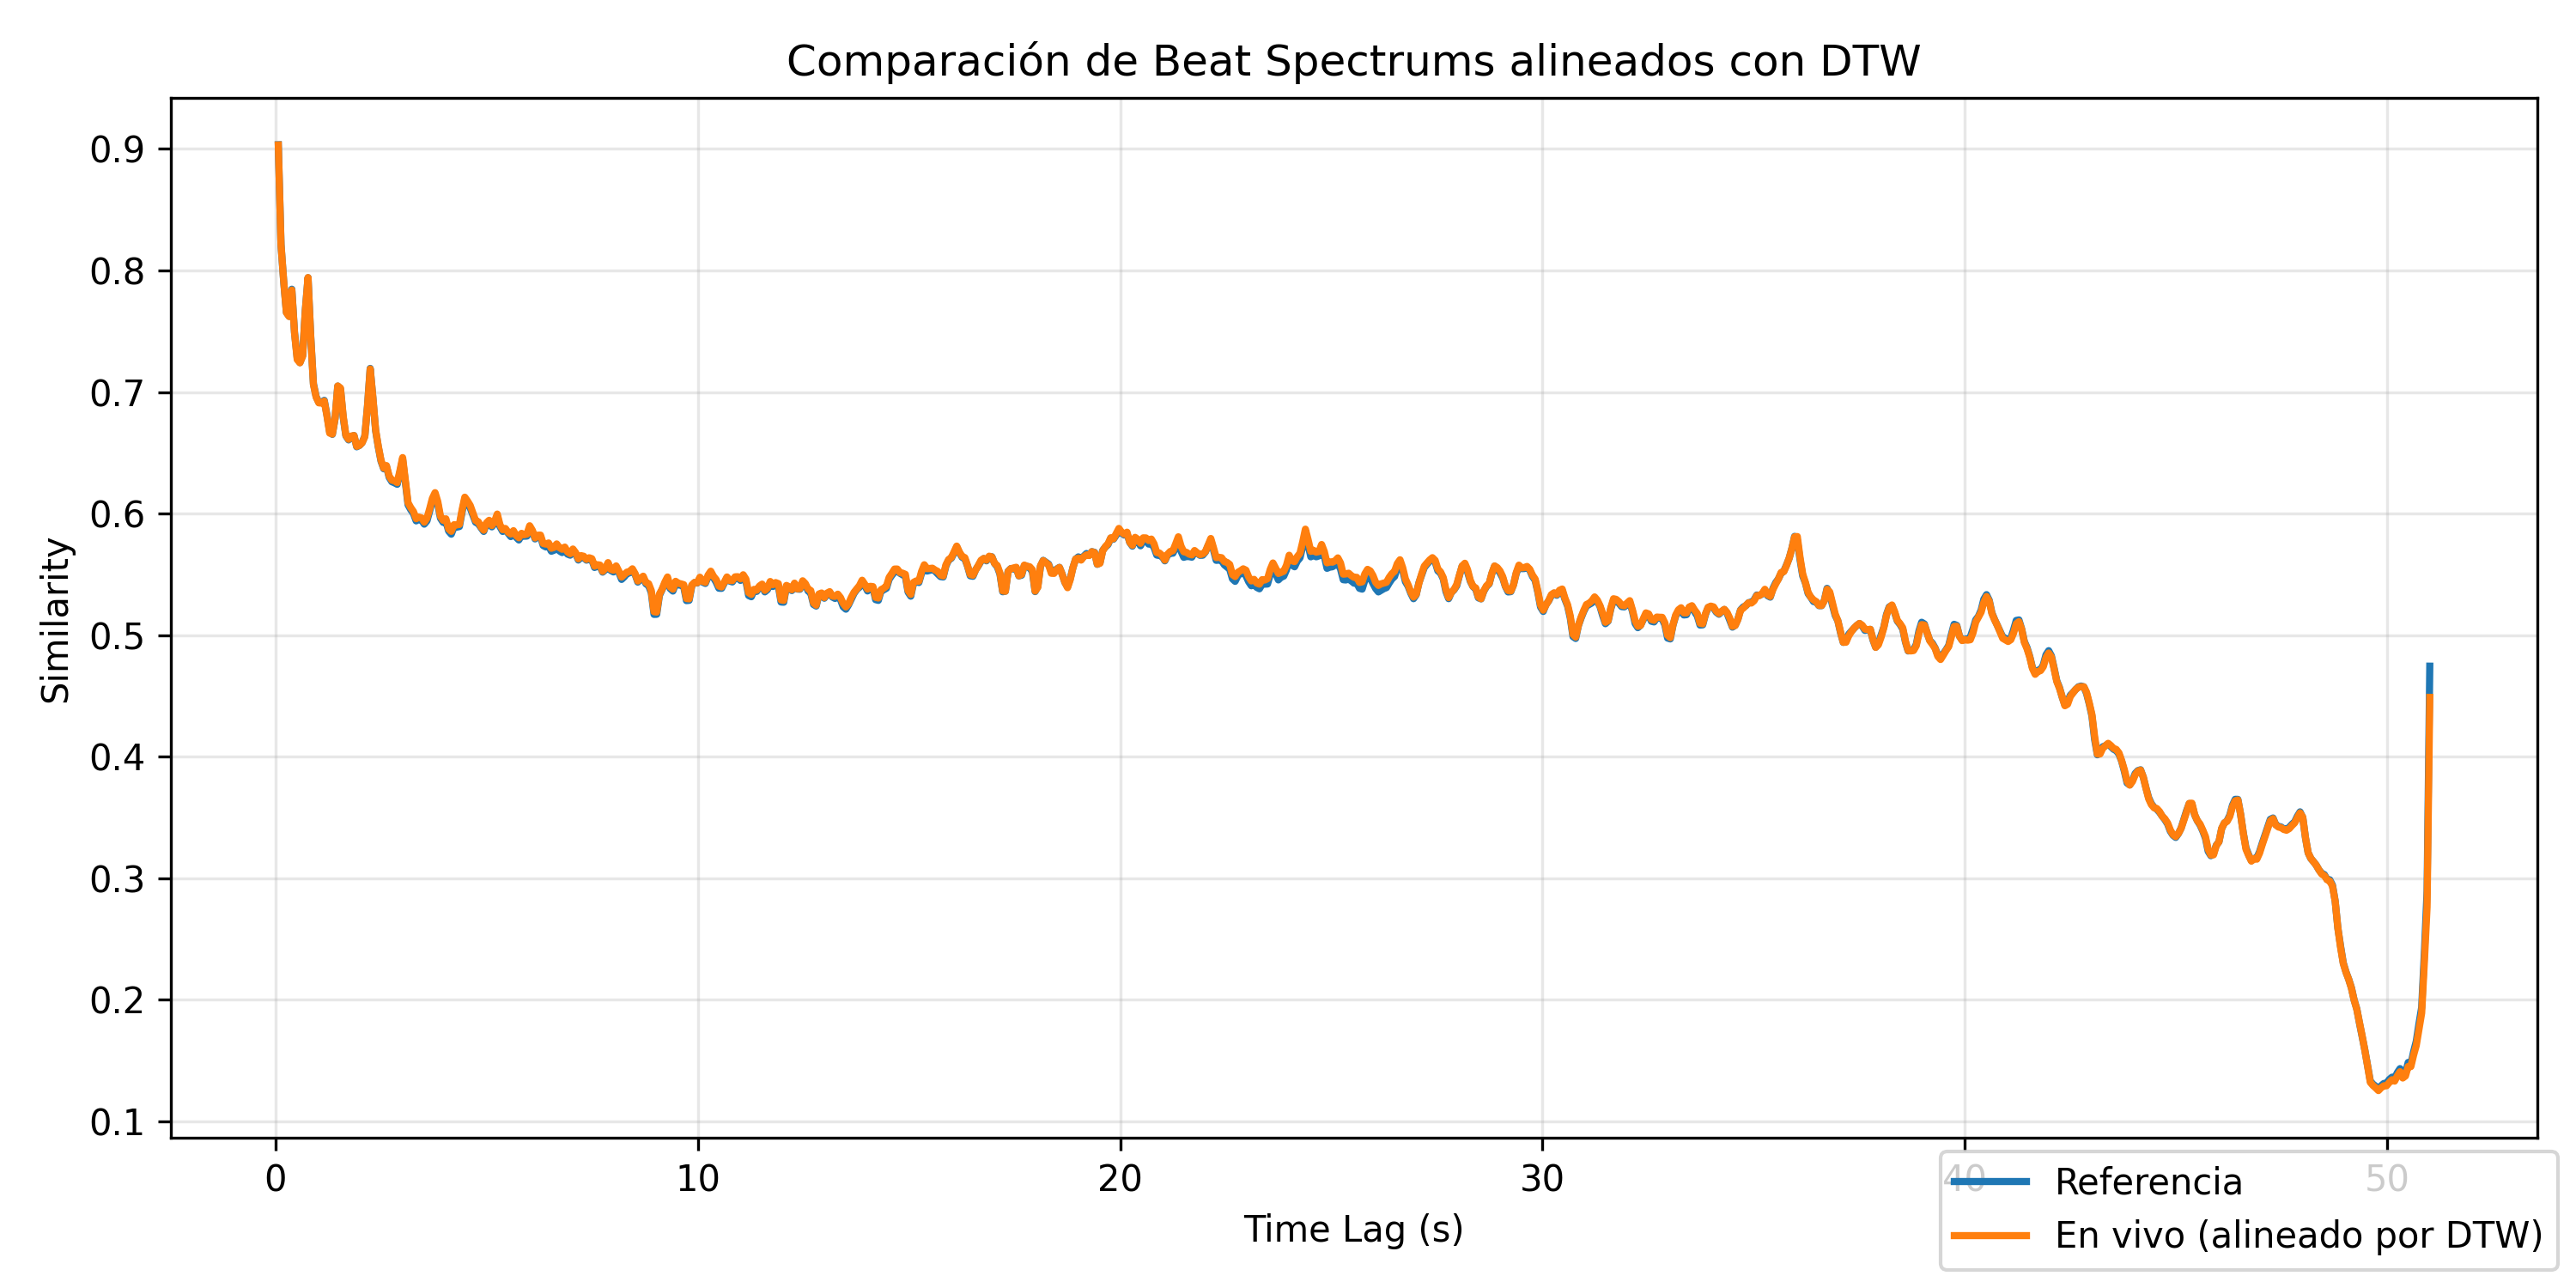 Comparación de Beat Spectrums alineados con DTW
Similarity
0.9
0.8
0.7
0.6
0.5
0.4
0.3
0.2
0.1
0 10 20 30 40 50
Time Lag (s)
Referencia
En vivo (alineado por DTW)